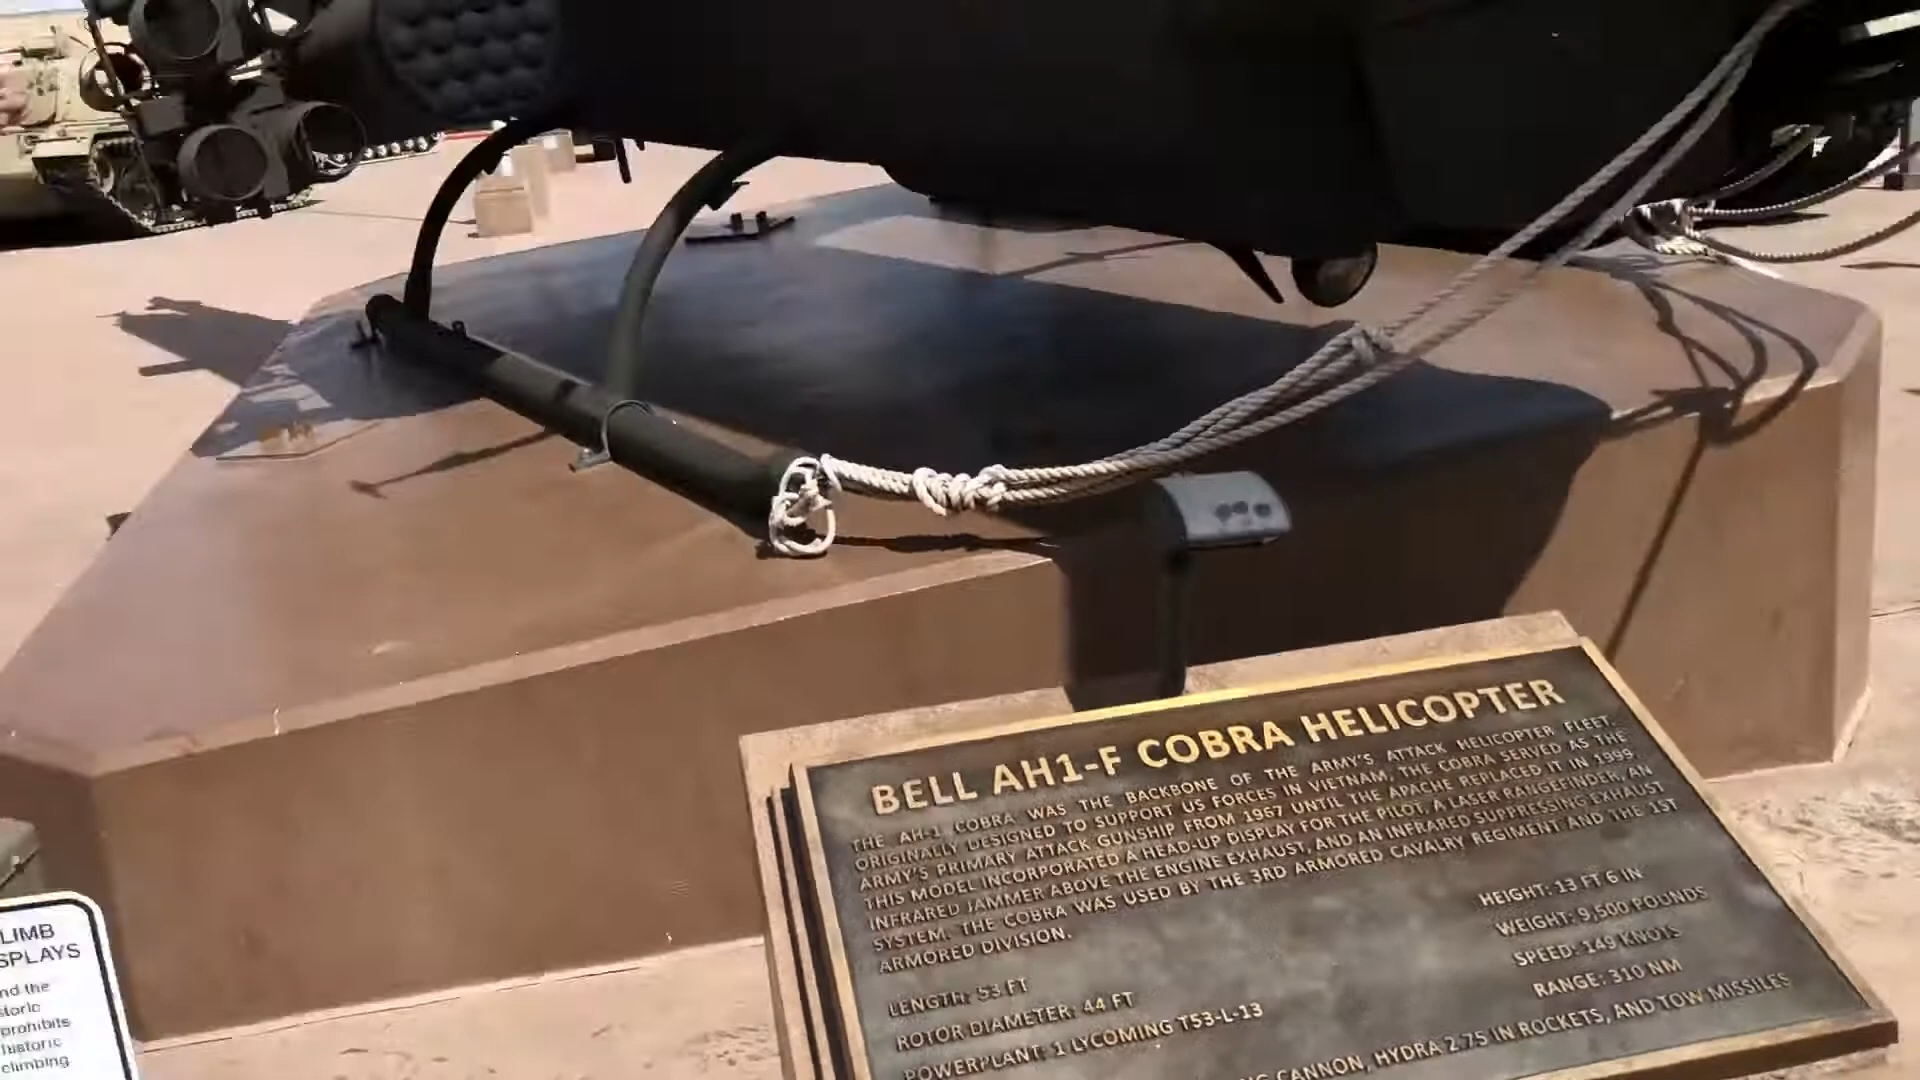 BELL AH1-F COBRA HELICOPTER
THE AH-1 COBRA WAS THE BACKBONE OF THE ARMY'S ATTACK HELICOPTER FLEET.
ORIGINALLY DESIGNED TO SUPPORT US FORCES IN VIETNAM, THE COBRA SERVED AS THE
ARMY'S PRIMARY ATTACK GUNSHIP FROM 1967 UNTIL THE APACHE REPLACED IT IN 1999.
THIS MODEL INCORPORATED A HEAD-UP DISPLAY FOR THE PILOT, A LASER RANGEFINDER, AN
INFRARED JAMMER ABOVE THE ENGINE EXHAUST, AND AN INFRARED SUPPRESSING EXHAUST
SYSTEM. THE COBRA WAS USED BY THE 3RD ARMORED CAVALRY REGIMENT AND THE 1ST
ARMORED DIVISION.
LENGTH: 53 FT
ROTOR DIAMETER: 44 FT
POWERPLANT: 1 LYCOMING T53-L-13
HEIGHT: 13 FT 6 IN
WEIGHT: 9,500 POUNDS
SPEED: 149 KNOTS
RANGE: 310 NM
CANNON, HYDRA 2.75 IN ROCKETS, AND TOW MISSILES
LIMB
SPLAYS
nd the
storic
prohibits
historic
climbing